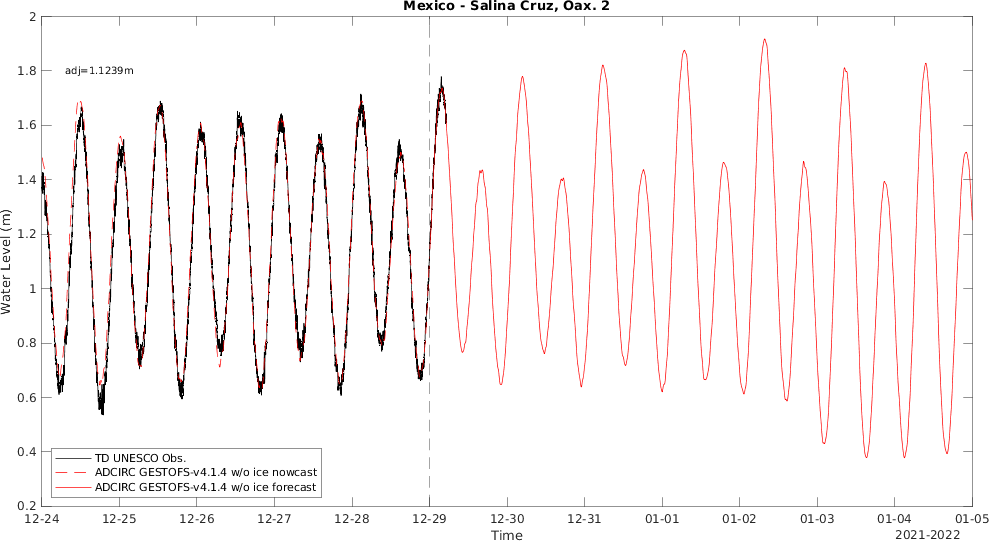 Mexico - Salina Cruz, Oax. 2
2
1.8
1.6
1.4
1.2
1
0.8
0.6
0.4
0.2
Water Level (m)
adj=1.1239m
TD UNESCO Obs.
ADCIRC GESTOFS-v4.1.4 w/o ice nowcast
ADCIRC GESTOFS-v4.1.4 w/o ice forecast
12-24 12-25 12-26 12-27 12-28 12-29 12-30 12-31 01-01 01-02 01-03 01-04 01-05
Time
2021-2022